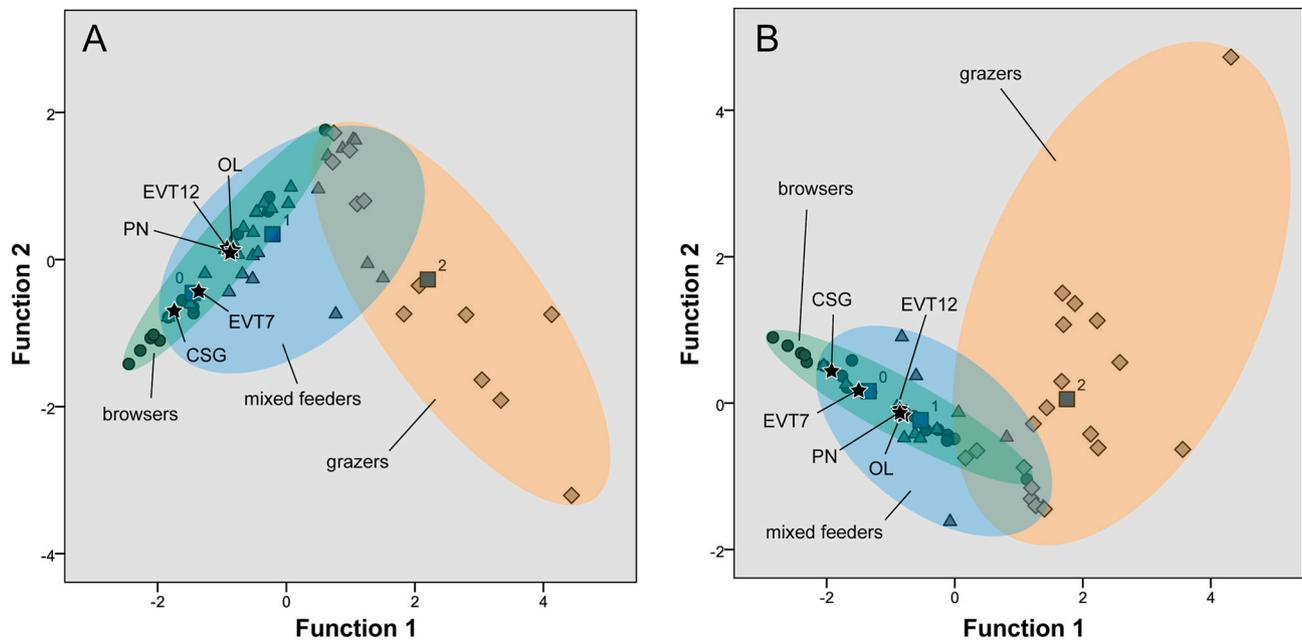 A
Function 2
2
0
-2
-4
OL
EVT12
PN
1
0
2
EVT7
CSG
browsers
mixed feeders
grazers
-2
0
2
4
Function 1
B
Function 2
4
2
0
-2
grazers
browsers
CSG
EVT12
0
1
2
EVT7
PN
OL
mixed feeders
-2
0
2
4
Function 1